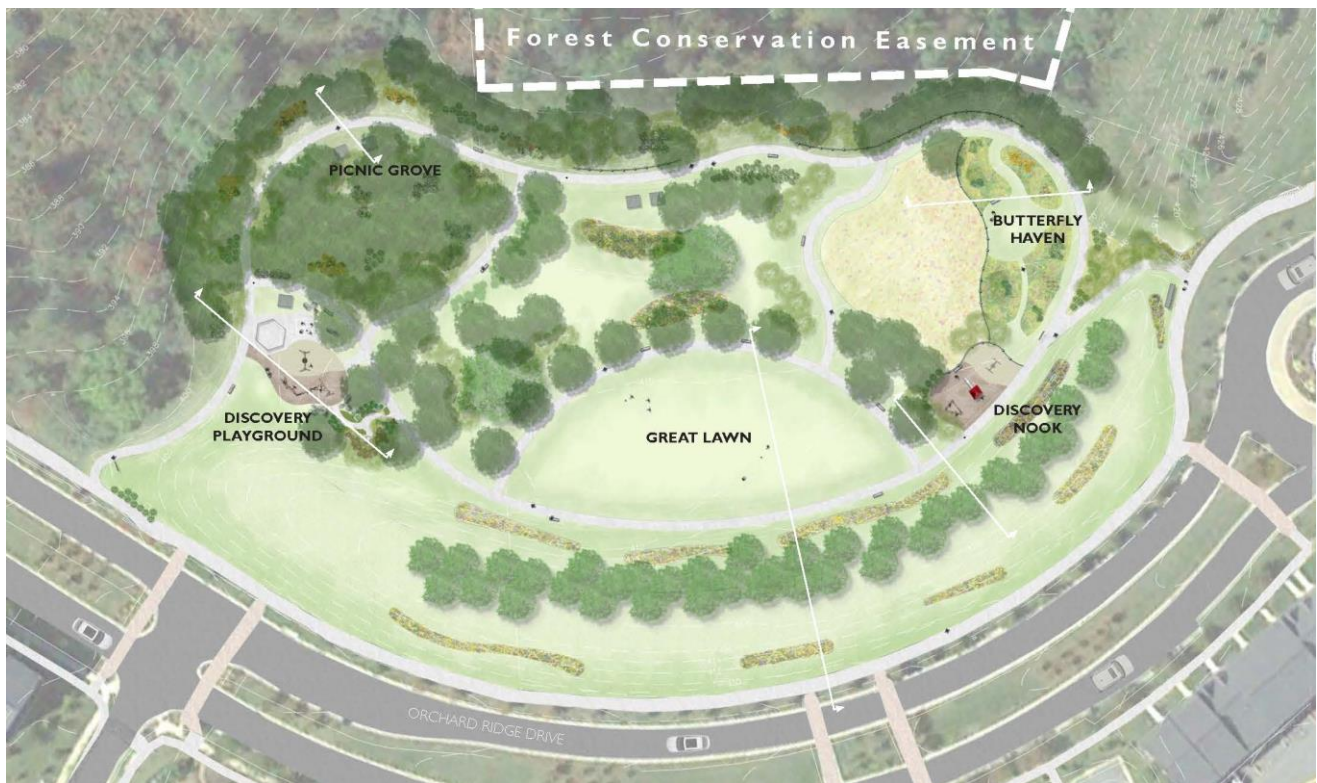 Forest Conservation Easement
PICNIC GROVE
BUTTERFLY
HAVEN
DISCOVERY
PLAYGROUND
GREAT LAWN
DISCOVERY
NOOK
ORCHARD RIDGE DRIVE